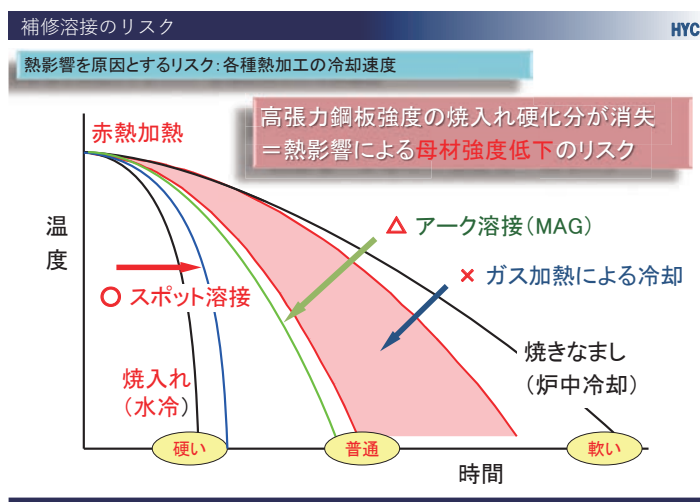 補修溶接のリスク
HYC
熱影響を原因とするリスク：各種熱加工の冷却速度
高張力鋼板強度の焼入れ硬化分が消失
＝熱影響による母材強度低下のリスク
赤熱加熱
温度
△ アーク溶接（MAG）
× ガス加熱による冷却
○ スポット溶接
焼きなまし
（炉中冷却）
焼入れ
（水冷）
硬い
普通
軟い
時間